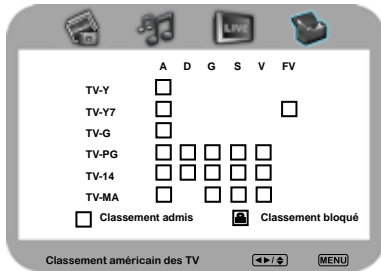 LIVE
A D G S V FV
TV-Y
TV-Y7
TV-G
TV-PG
TV-14
TV-MA
Classement admis Classement bloqué
Classement américain des TV MENU